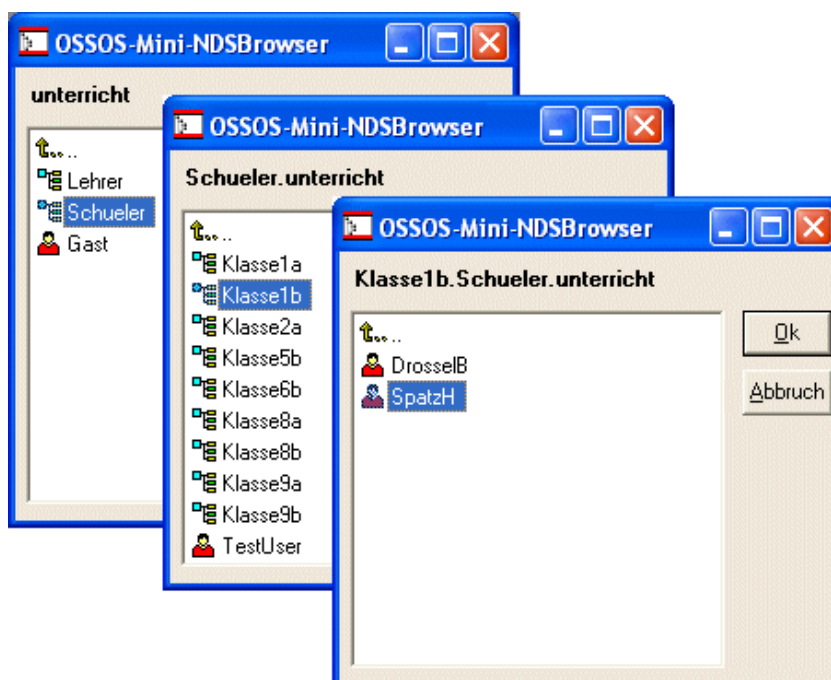 OSSOS-Mini-NDSBrowser
unterricht
..
Lehrer
Schueler
Gast
OSSOS-Mini-NDSBrowser
Schueler.unterricht
..
Klasse1a
Klasse1b
Klasse2a
Klasse5b
Klasse6b
Klasse8a
Klasse8b
Klasse9a
Klasse9b
TestUser
OSSOS-Mini-NDSBrowser
Klasse1b.Schueler.unterricht
..
DrosselB
SpatzH
Ok
Abbruch